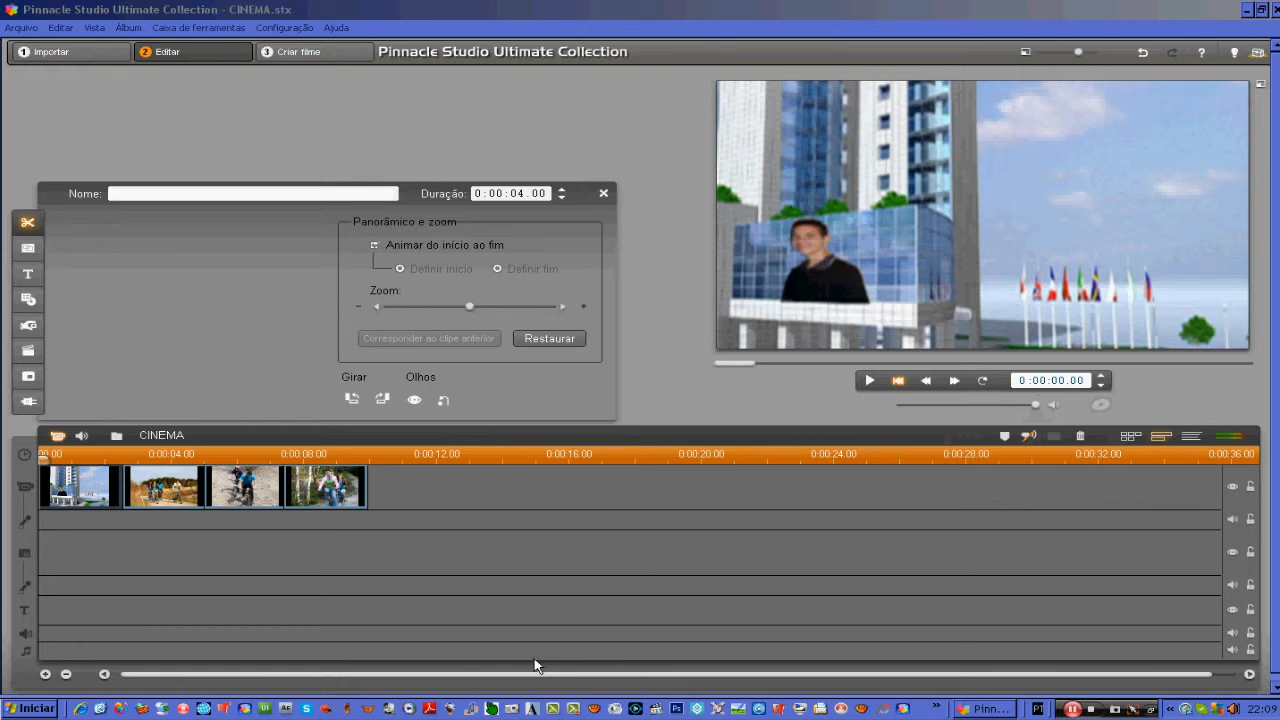 Pinnacle Studio Ultimate Collection - CINEMA.stx
Arquivo Editar Vista Álbum Caixa de ferramentas Configuração Ajuda
1 Importar 2 Editar 3 Criar filme Pinnacle Studio Ultimate Collection
Nome: Duração: 0:00:04.00
Panorâmico e zoom
Animar do início ao fim
Definir início Definir fim
Zoom:
Corresponder ao clipe anterior Restaurar
Girar Olhos
0:00:00.00
CINEMA
00:00 0:00:04.00 0:00:08.00 0:00:12.00 0:00:16.00 0:00:20.00 0:00:24.00 0:00:28.00 0:00:32.00 0:00:36.00
Iniciar Pinn... PT 22:09